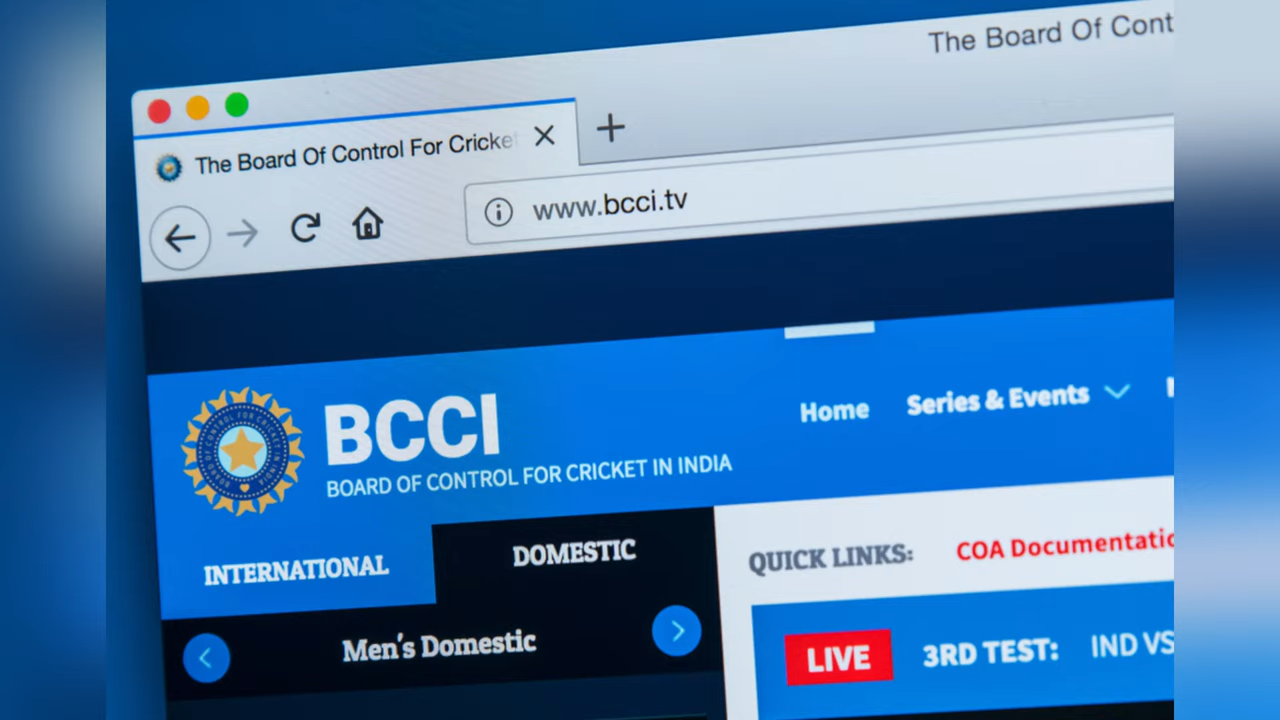 The Board Of Cont
The Board Of Control For Cricke
www.bcci.tv
BCCI
BOARD OF CONTROL FOR CRICKET IN INDIA
Home
Series & Events
INTERNATIONAL
DOMESTIC
QUICK LINKS:
COA Documentatio
Men's Domestic
LIVE
3RD TEST:
IND VS